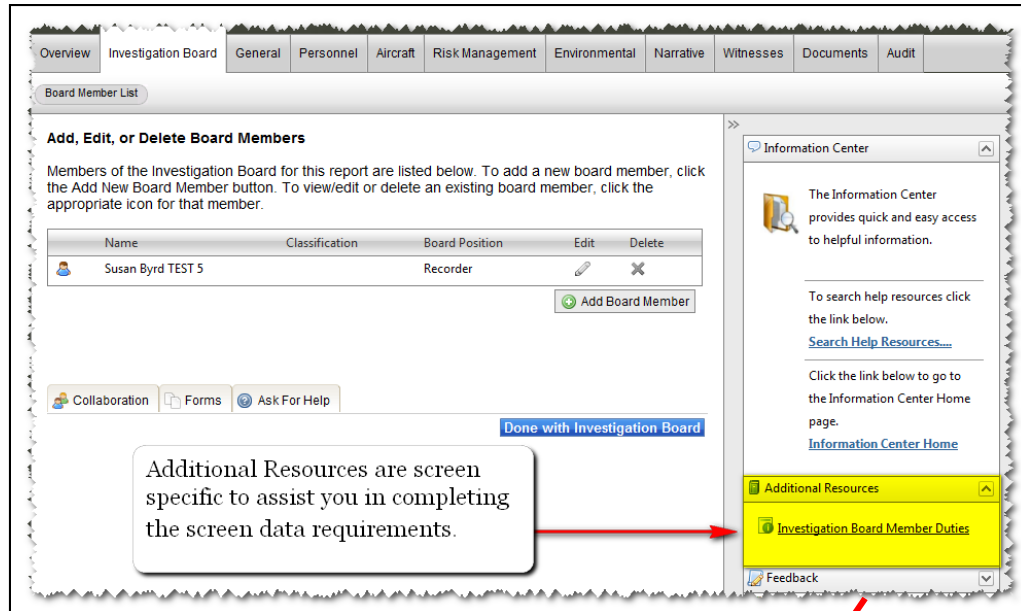 Overview Investigation Board General Personnel Aircraft Risk Management Environmental Narrative Witnesses Documents Audit
Board Member List
Add, Edit, or Delete Board Members
Members of the Investigation Board for this report are listed below. To add a new board member, click
the Add New Board Member button. To view/edit or delete an existing board member, click the
appropriate icon for that member.
Name Classification Board Position Edit Delete
Susan Byrd TEST 5 Recorder
Add Board Member
Collaboration Forms Ask For Help
Done with Investigation Board
Additional Resources are screen
specific to assist you in completing
the screen data requirements.
>>
Information Center
The Information Center
provides quick and easy access
to helpful information.
To search help resources click
the link below.
Search Help Resources....
Click the link below to go to
the Information Center Home
page.
Information Center Home
Additional Resources
Investigation Board Member Duties
Feedback